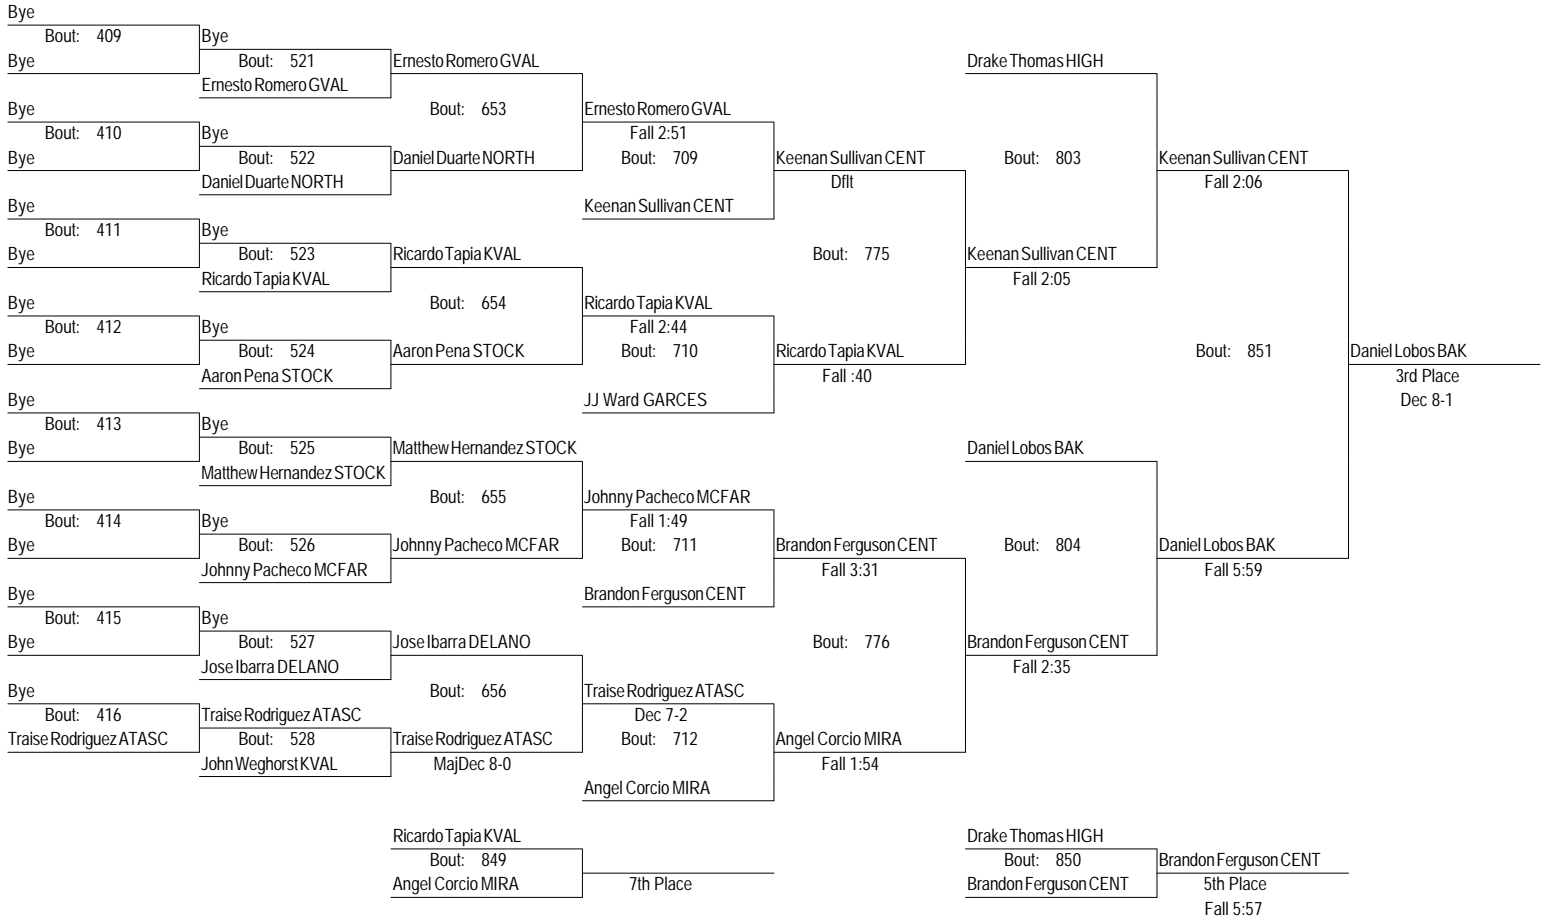 Bye
Bout: 409 Bye
Bye Bout: 521 Ernesto Romero GVAL Drake Thomas HIGH
Ernesto Romero GVAL
Bye Bout: 653 Ernesto Romero GVAL
Bout: 410 Bye Fall 2:51
Bye Bout: 522 Daniel Duarte NORTH Bout: 709 Keenan Sullivan CENT Bout: 803 Keenan Sullivan CENT
Daniel Duarte NORTH Dflt Fall 2:06
Bye Keenan Sullivan CENT
Bout: 411 Bye
Bye Bout: 523 Ricardo Tapia KVAL Bout: 775 Keenan Sullivan CENT
Ricardo Tapia KVAL Fall 2:05
Bye Bout: 654 Ricardo Tapia KVAL
Bout: 412 Bye Fall 2:44
Bye Bout: 524 Aaron Pena STOCK Bout: 710 Ricardo Tapia KVAL Bout: 851 Daniel Lobos BAK
Aaron Pena STOCK Fall :40 3rd Place
Bye JJ Ward GARCES Dec 8-1
Bout: 413 Bye
Bye Bout: 525 Matthew Hernandez STOCK Daniel Lobos BAK
Matthew Hernandez STOCK
Bye Bout: 655 Johnny Pacheco MCFAR
Bout: 414 Bye Fall 1:49
Bye Bout: 526 Johnny Pacheco MCFAR Bout: 711 Brandon Ferguson CENT Bout: 804 Daniel Lobos BAK
Johnny Pacheco MCFAR Fall 3:31 Fall 5:59
Bye Brandon Ferguson CENT
Bout: 415 Bye
Bye Bout: 527 Jose Ibarra DELANO Bout: 776 Brandon Ferguson CENT
Jose Ibarra DELANO Fall 2:35
Bye Bout: 656 Traise Rodriguez ATASC
Bout: 416 Traise Rodriguez ATASC Dec 7-2
Traise Rodriguez ATASC Bout: 528 Traise Rodriguez ATASC Bout: 712 Angel Corcio MIRA
John Weghorst KVAL MajDec 8-0 Fall 1:54
Angel Corcio MIRA
Ricardo Tapia KVAL Drake Thomas HIGH
Bout: 849 Bout: 850 Brandon Ferguson CENT
Angel Corcio MIRA 7th Place Brandon Ferguson CENT 5th Place
Fall 5:57